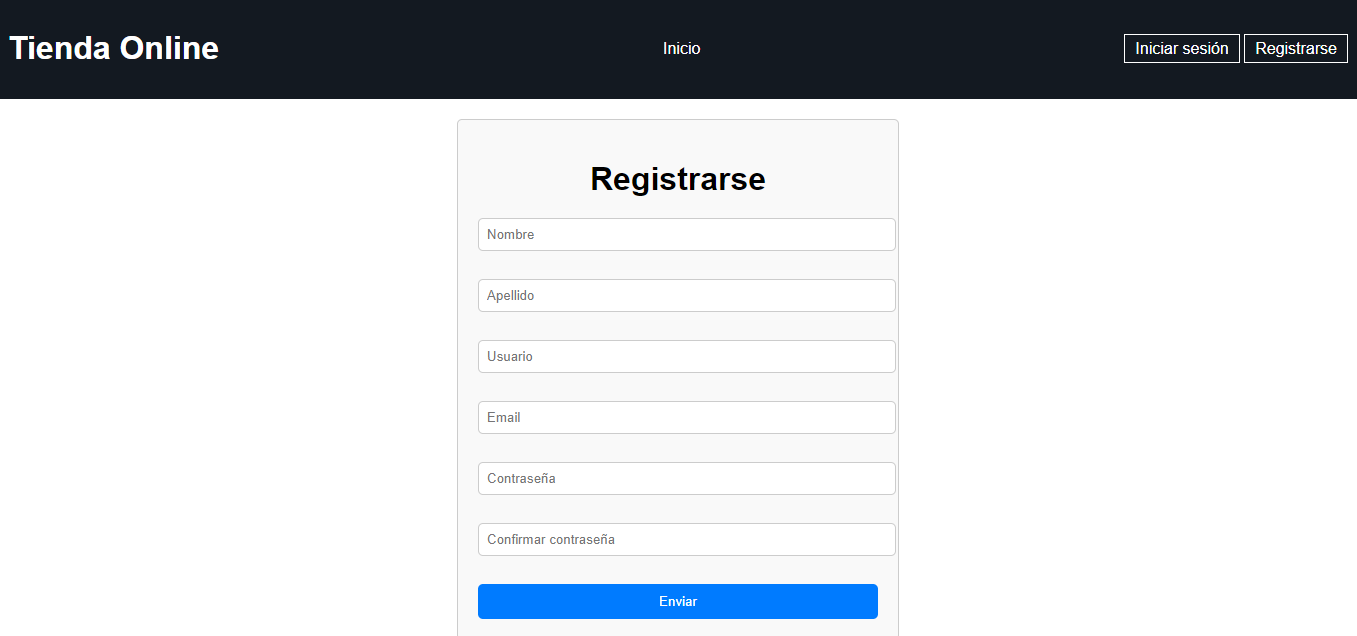 Tienda Online
Inicio
Iniciar sesión
Registrarse
Registrarse
Nombre
Apellido
Usuario
Email
Contraseña
Confirmar contraseña
Enviar